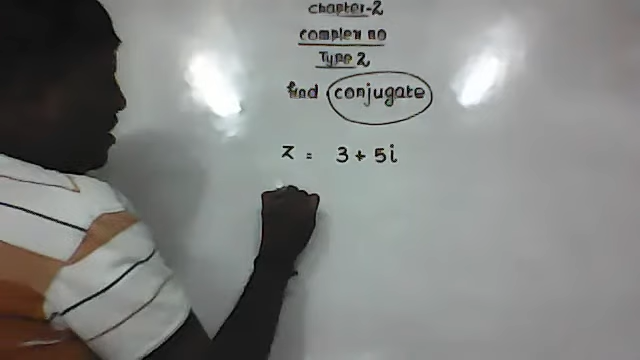 chapter-2
complex no
Type 2
find conjugate
z = 3 + 5i